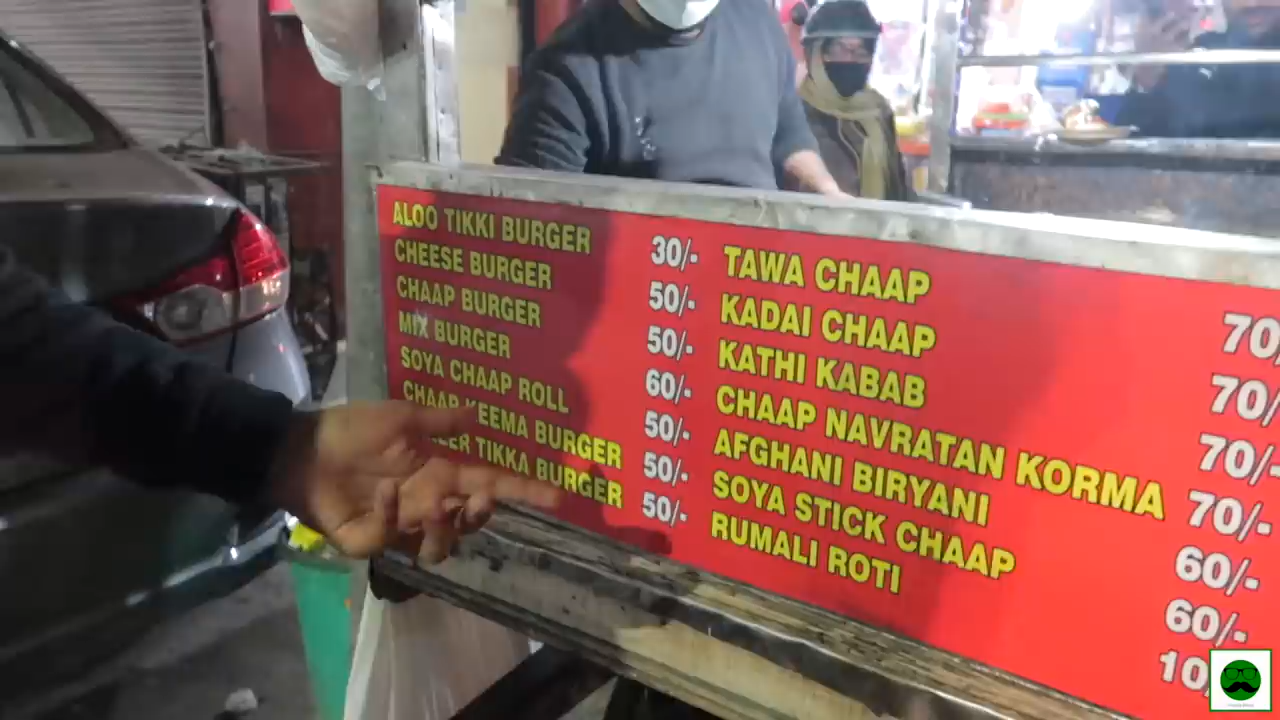 ALOO TIKKI BURGER 30/-
CHEESE BURGER 50/-
CHAAP BURGER 50/-
MIX BURGER 60/-
SOYA CHAAP ROLL 50/-
CHAAP KEEMA BURGER 50/-
TIKKA BURGER 50/-
TAWA CHAAP 70/
KADAI CHAAP 70/-
KATHI KABAB 70/-
CHAAP NAVRATAN KORMA 70/-
AFGHANI BIRYANI 60/-
SOYA STICK CHAAP 60/-
RUMALI ROTI 10/